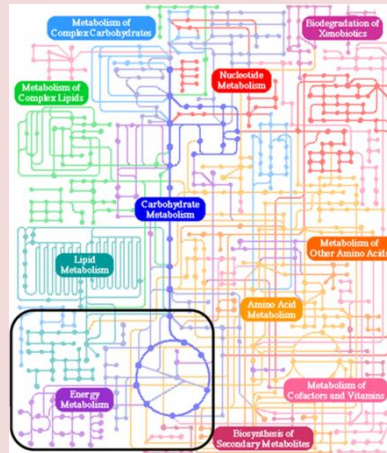 Metabolism of
Complex Carbohydrates
Biodegradation of
Xenobiotics
Nucleotide
Metabolism
Metabolism of
Complex Lipids
Carbohydrate
Metabolism
Lipid
Metabolism
Metabolism of
Other Amino Acids
Amino Acid
Metabolism
Energy
Metabolism
Metabolism of
Cofactors and Vitamins
Biosynthesis of
Secondary Metabolites